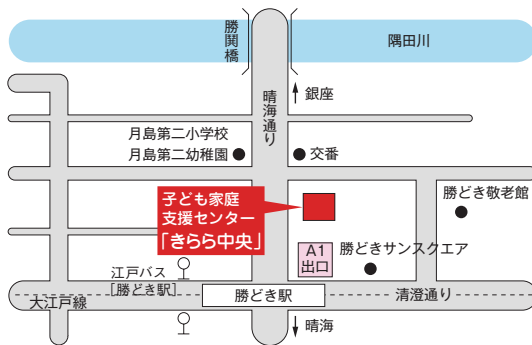 勝関橋
隅田川
銀座
晴海通り
月島第二小学校
月島第二幼稚園
交番
子ども家庭
支援センター
「きらら中央」
勝どき敬老館
A1
出口
勝どきサンスクエア
江戸バス
[勝どき駅]
大江戸線
勝どき駅
清澄通り
晴海